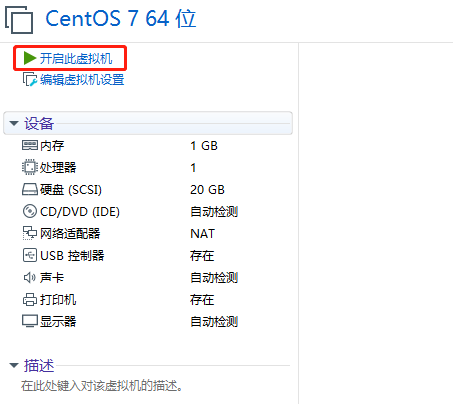 CentOS 7 64 位
开启此虚拟机
编辑虚拟机设置
设备
内存 1 GB
处理器 1
硬盘 (SCSI) 20 GB
CD/DVD (IDE) 自动检测
网络适配器 NAT
USB 控制器 存在
声卡 自动检测
打印机 存在
显示器 自动检测
描述
在此处键入对该虚拟机的描述。